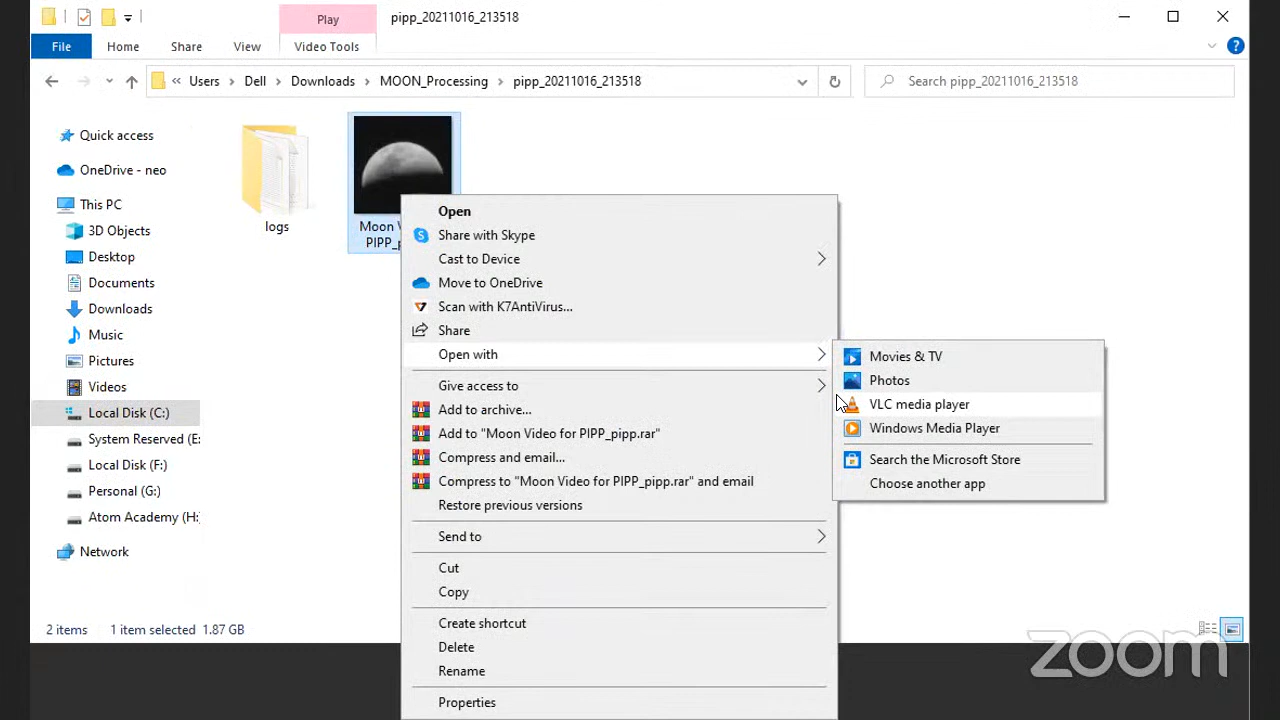 Play
pipp_20211016_213518
File
Home
Share
View
Video Tools
?
« Users > Dell > Downloads > MOON_Processing > pipp_20211016_213518
Search pipp_20211016_213518
Quick access
OneDrive - neo
This PC
3D Objects
Desktop
Documents
Downloads
Music
Pictures
Videos
Local Disk (C:)
System Reserved (E:
Local Disk (F:)
Personal (G:)
Atom Academy (H:
Network
logs
Moon V
PIPP_p
Open
Share with Skype
Cast to Device
Move to OneDrive
Scan with K7AntiVirus...
Share
Open with
Give access to
Add to archive...
Add to "Moon Video for PIPP_pipp.rar"
Compress and email...
Compress to "Moon Video for PIPP_pipp.rar" and email
Restore previous versions
Send to
Cut
Copy
Create shortcut
Delete
Rename
Properties
Movies & TV
Photos
VLC media player
Windows Media Player
Search the Microsoft Store
Choose another app
2 items
1 item selected 1.87 GB
zoom